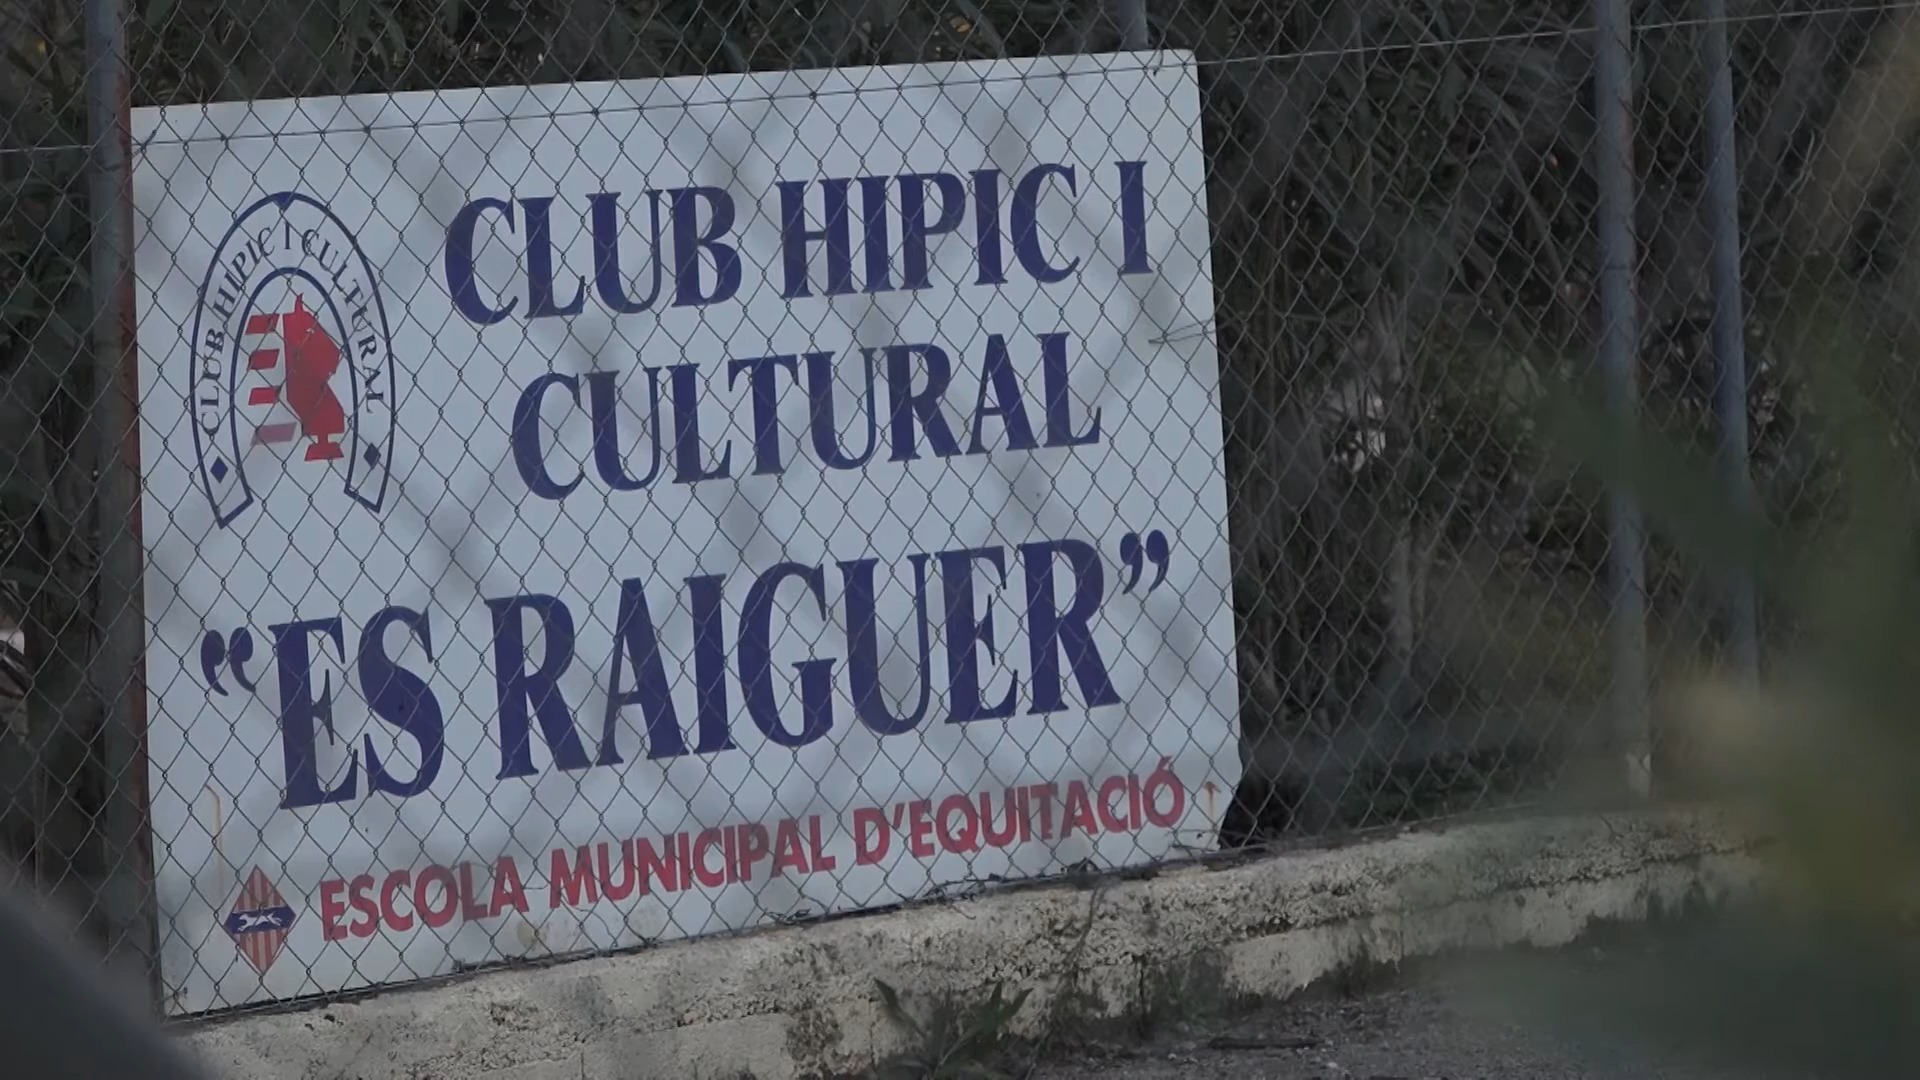 CLUB HIPIC I CULTURAL
CLUB HIPIC I
CULTURAL
“ES RAIGUER”
ESCOLA MUNICIPAL D'EQUITACIÓ